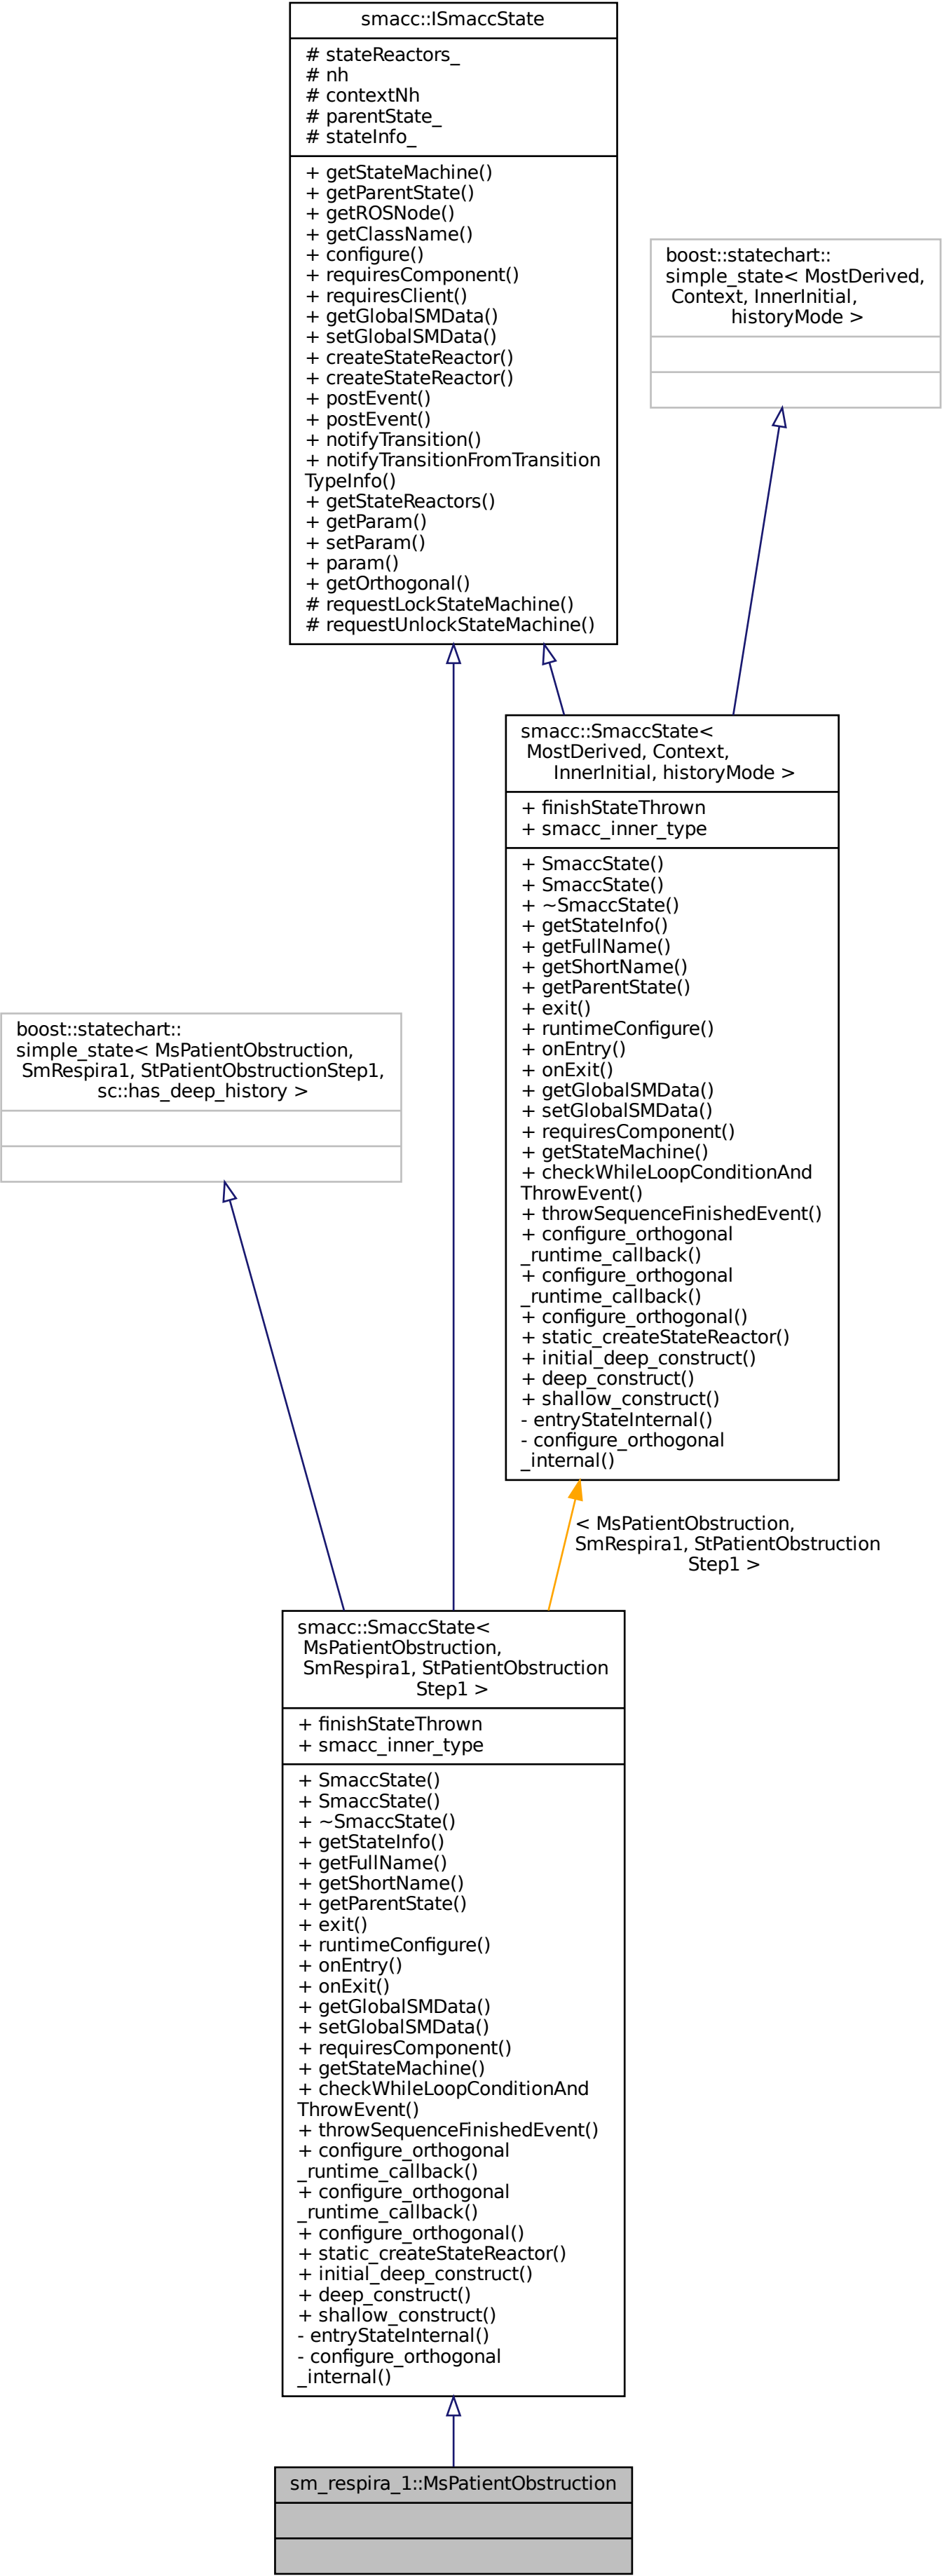 smacc::ISmaccState
# stateReactors_
# nh
# contextNh
# parentState_
# stateInfo_
+ getStateMachine()
+ getParentState()
+ getROSNode()
+ getClassName()
+ configure()
+ requiresComponent()
+ requiresClient()
+ getGlobalSMData()
+ setGlobalSMData()
+ createStateReactor()
+ createStateReactor()
+ postEvent()
+ postEvent()
+ notifyTransition()
+ notifyTransitionFromTransition
TypeInfo()
+ getStateReactors()
+ getParam()
+ setParam()
+ param()
+ getOrthogonal()
# requestLockStateMachine()
# requestUnlockStateMachine()
boost::statechart::
simple_state< MostDerived,
Context, InnerInitial,
historyMode >
smacc::SmaccState<
MostDerived, Context,
InnerInitial, historyMode >
+ finishStateThrown
+ smacc_inner_type
+ SmaccState()
+ SmaccState()
+ ~SmaccState()
+ getStateInfo()
+ getFullName()
+ getShortName()
+ getParentState()
+ exit()
+ runtimeConfigure()
+ onEntry()
+ onExit()
+ getGlobalSMData()
+ setGlobalSMData()
+ requiresComponent()
+ getStateMachine()
+ checkWhileLoopConditionAnd
ThrowEvent()
+ throwSequenceFinishedEvent()
+ configure_orthogonal
_runtime_callback()
+ configure_orthogonal
_runtime_callback()
+ configure_orthogonal()
+ static_createStateReactor()
+ initial_deep_construct()
+ deep_construct()
+ shallow_construct()
- entryStateInternal()
- configure_orthogonal
_internal()
boost::statechart::
simple_state< MsPatientObstruction,
SmRespira1, StPatientObstructionStep1,
sc::has_deep_history >
< MsPatientObstruction,
SmRespira1, StPatientObstruction
Step1 >
smacc::SmaccState<
MsPatientObstruction,
SmRespira1, StPatientObstruction
Step1 >
+ finishStateThrown
+ smacc_inner_type
+ SmaccState()
+ SmaccState()
+ ~SmaccState()
+ getStateInfo()
+ getFullName()
+ getShortName()
+ getParentState()
+ exit()
+ runtimeConfigure()
+ onEntry()
+ onExit()
+ getGlobalSMData()
+ setGlobalSMData()
+ requiresComponent()
+ getStateMachine()
+ checkWhileLoopConditionAnd
ThrowEvent()
+ throwSequenceFinishedEvent()
+ configure_orthogonal
_runtime_callback()
+ configure_orthogonal
_runtime_callback()
+ configure_orthogonal()
+ static_createStateReactor()
+ initial_deep_construct()
+ deep_construct()
+ shallow_construct()
- entryStateInternal()
- configure_orthogonal
_internal()
sm_respira_1::MsPatientObstruction